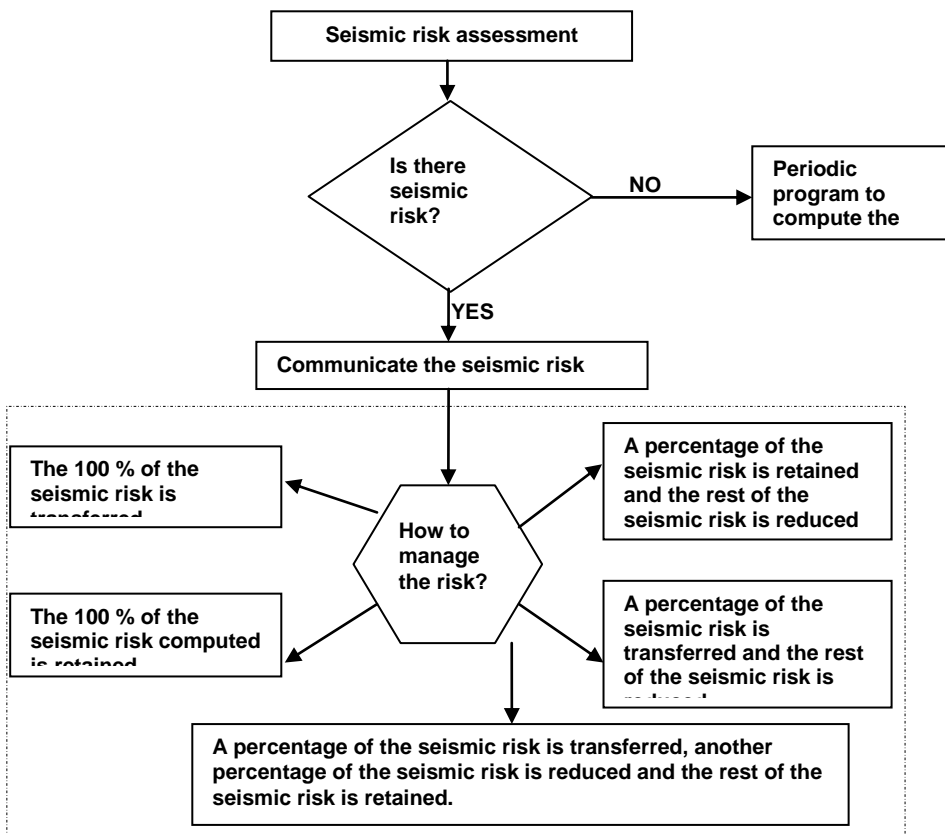 Seismic risk assessment
Is there
seismic
risk?
NO
Periodic
program to
compute the
YES
Communicate the seismic risk
The 100 % of the
seismic risk is
transferred
A percentage of the
seismic risk is retained
and the rest of the
seismic risk is reduced
How to
manage
the risk?
The 100 % of the
seismic risk computed
is retained
A percentage of the
seismic risk is
transferred and the rest
of the seismic risk is
reduced
A percentage of the seismic risk is transferred, another
percentage of the seismic risk is reduced and the rest of the
seismic risk is retained.